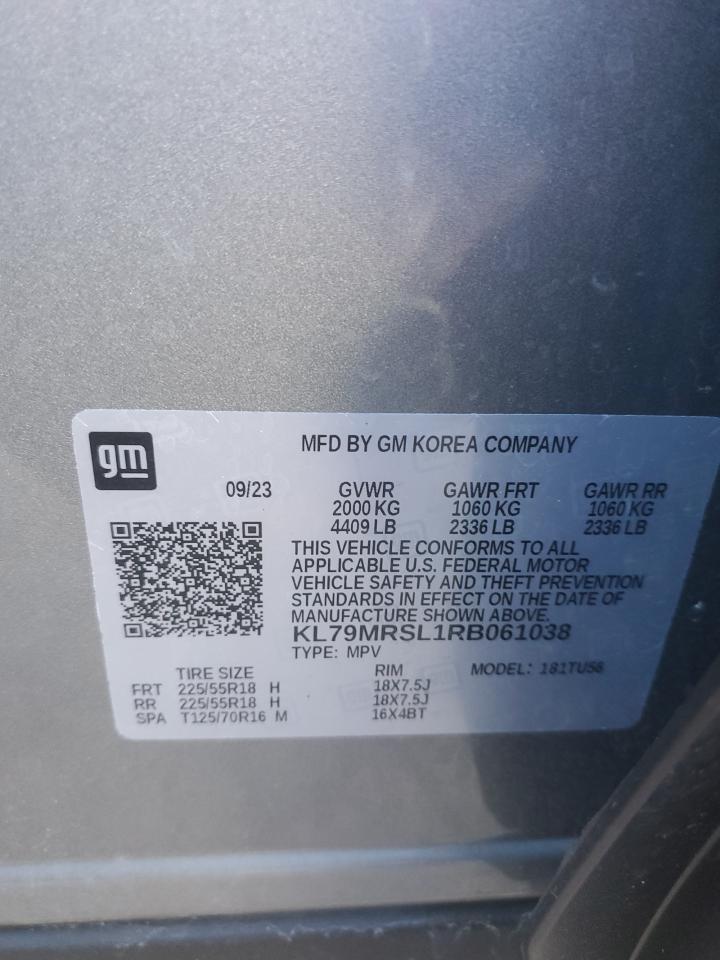 gm
MFD BY GM KOREA COMPANY
09/23 GVWR GAWR FRT GAWR RR
2000 KG 1060 KG 1060 KG
4409 LB 2336 LB 2336 LB
THIS VEHICLE CONFORMS TO ALL
APPLICABLE U.S. FEDERAL MOTOR
VEHICLE SAFETY AND THEFT PREVENTION
STANDARDS IN EFFECT ON THE DATE OF
MANUFACTURE SHOWN ABOVE.
KL79MRSL1RB061038
TYPE: MPV
TIRE SIZE RIM MODEL: 181TU58
FRT 225/55R18 H 18X7.5J
RR 225/55R18 H 18X7.5J
SPA T125/70R16 M 16X4BT